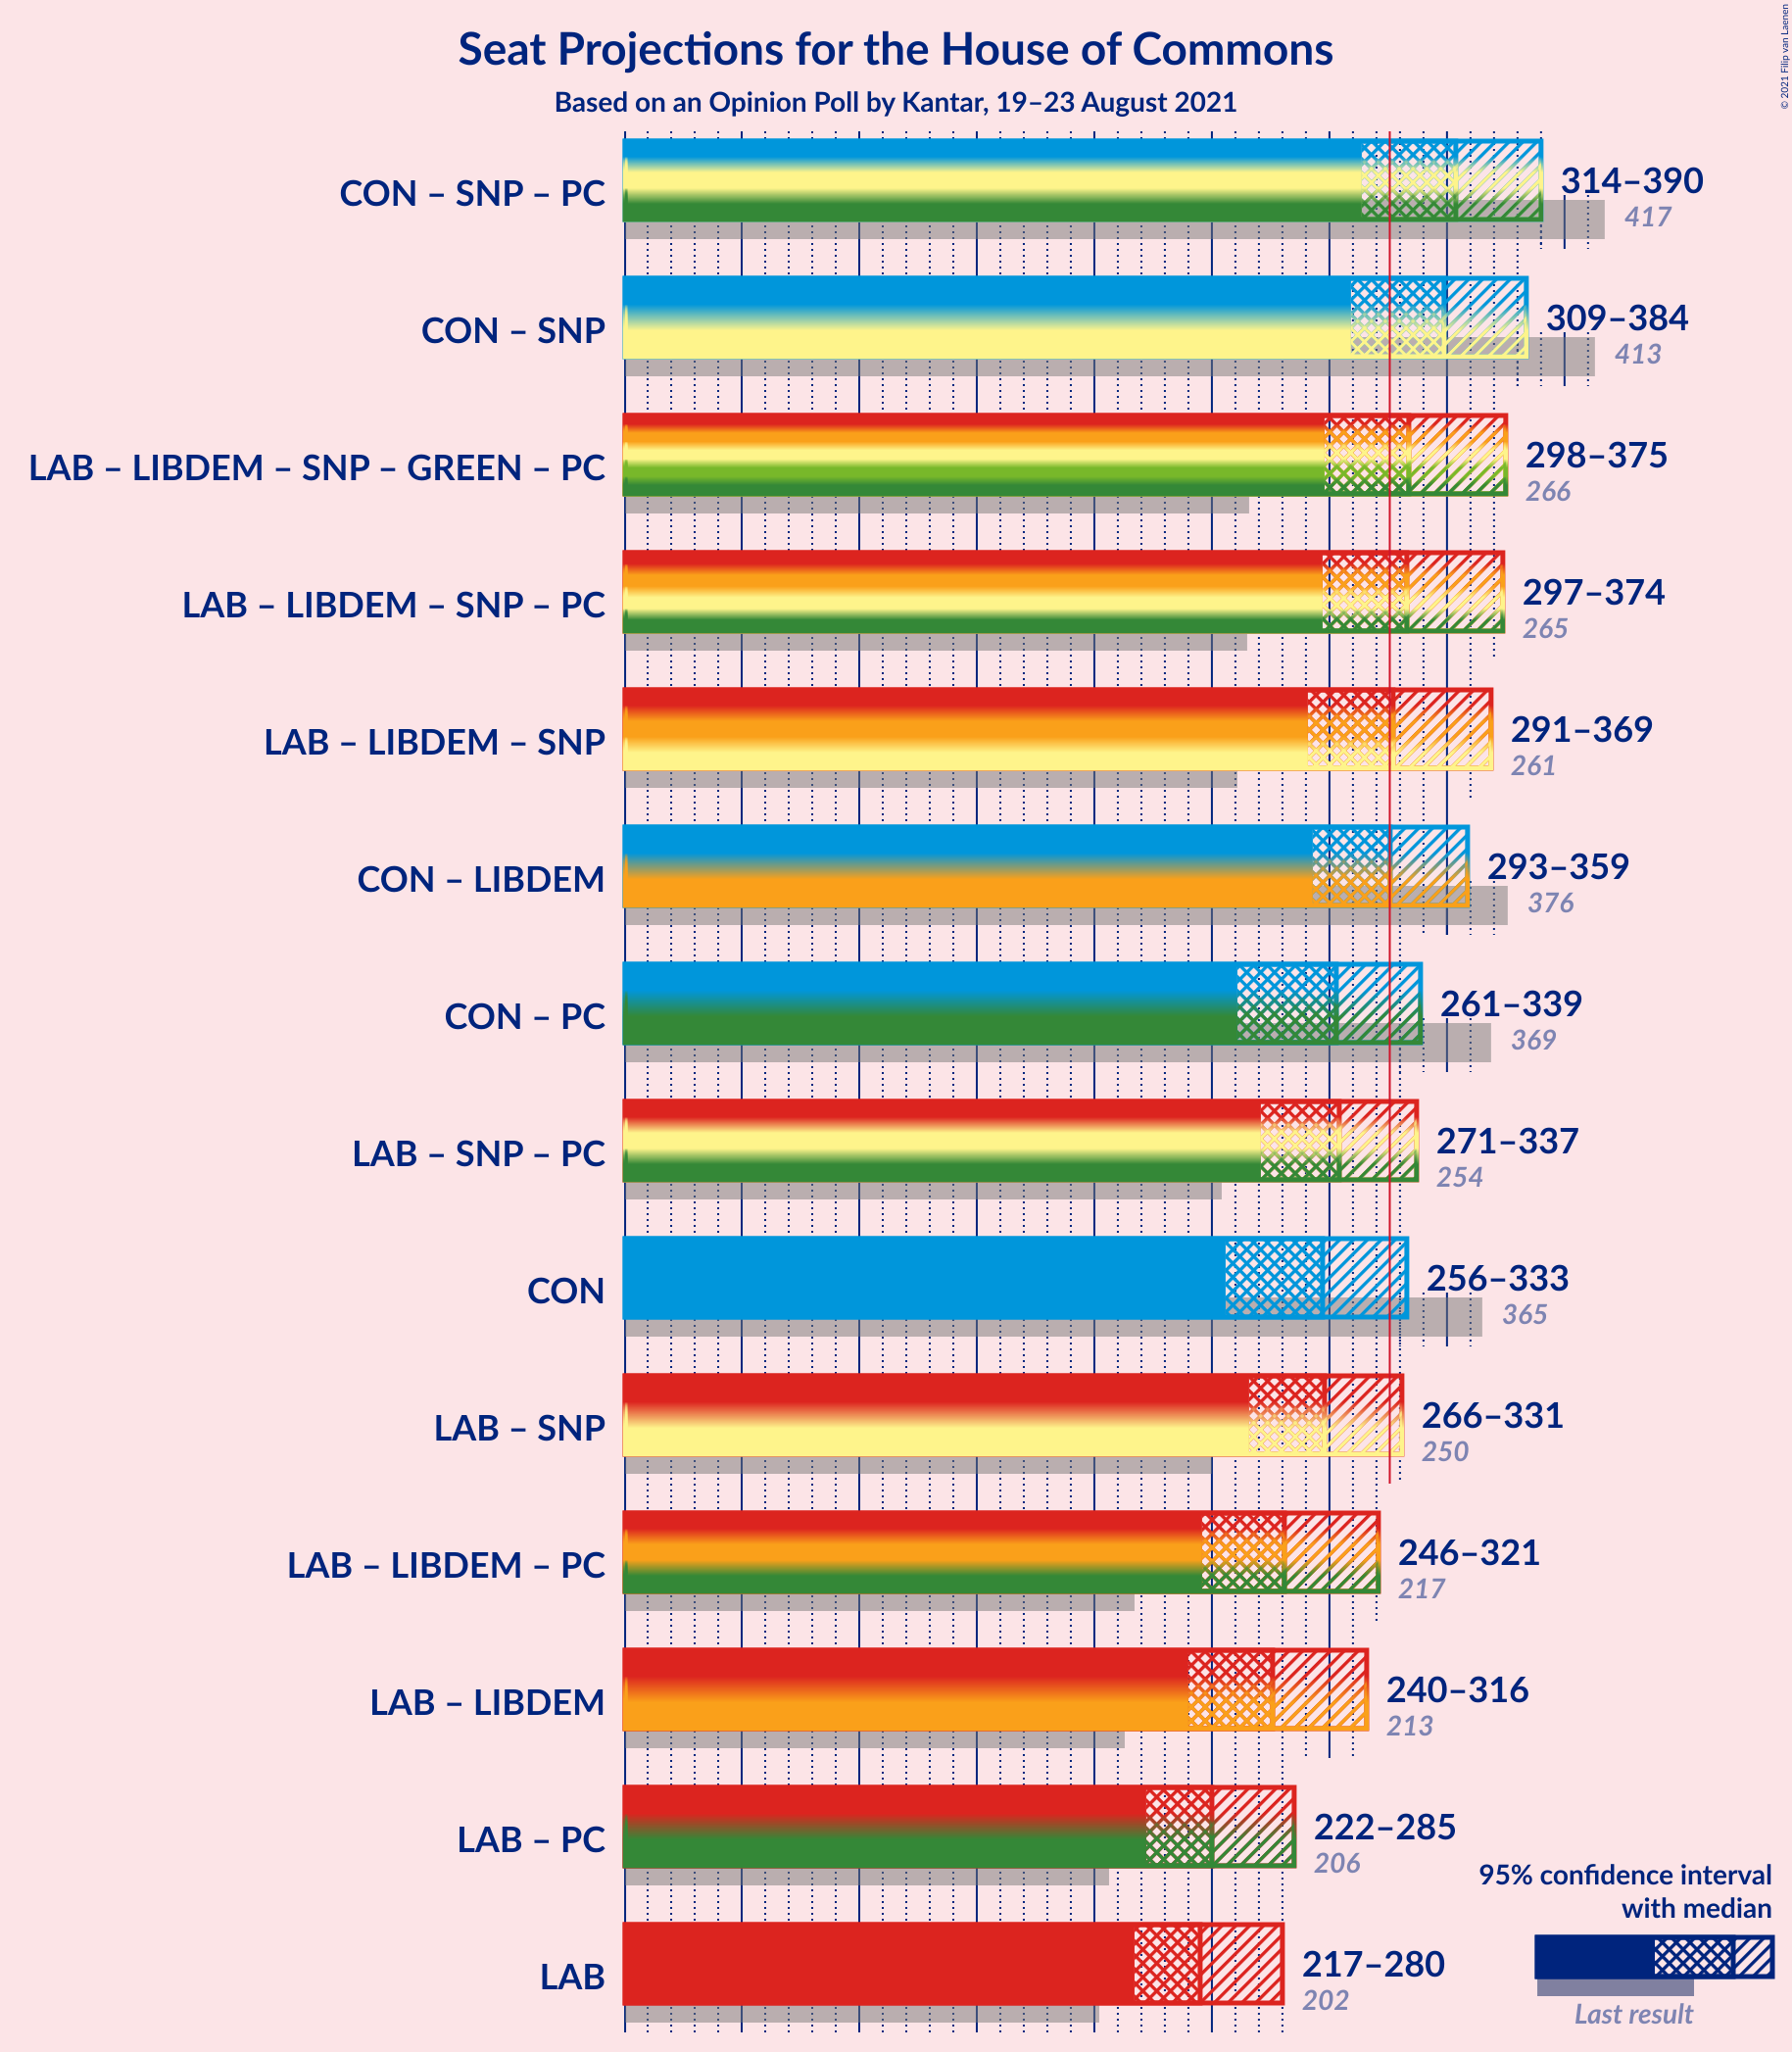 Seat Projections for the House of Commons
Based on an Opinion Poll by Kantar, 19–23 August 2021
© 2021 Filip van Laenen
CON – SNP – PC
314–390
417
CON – SNP
309–384
413
LAB – LIBDEM – SNP – GREEN – PC
298–375
266
LAB – LIBDEM – SNP – PC
297–374
265
LAB – LIBDEM – SNP
291–369
261
CON – LIBDEM
293–359
376
CON – PC
261–339
369
LAB – SNP – PC
271–337
254
CON
256–333
365
LAB – SNP
266–331
250
LAB – LIBDEM – PC
246–321
217
LAB – LIBDEM
240–316
213
LAB – PC
222–285
206
LAB
217–280
202
95% confidence interval
with median
Last result